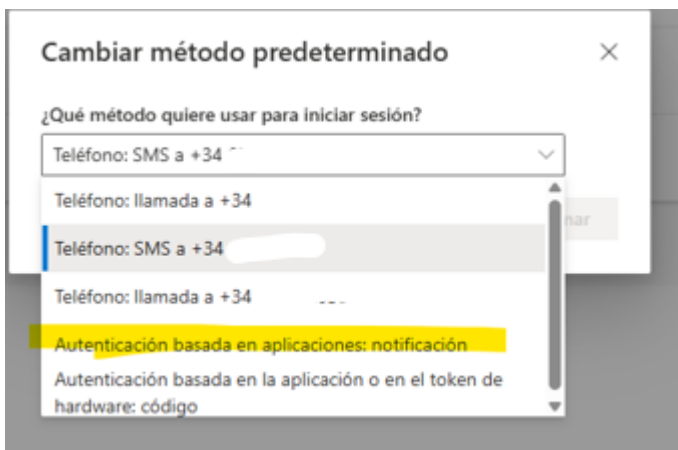 Cambiar método predeterminado
¿Qué método quiere usar para iniciar sesión?
Teléfono: SMS a +34
Teléfono: llamada a +34
Teléfono: SMS a +34
Teléfono: llamada a +34
Autenticación basada en aplicaciones: notificación
Autenticación basada en la aplicación o en el token de
hardware: código